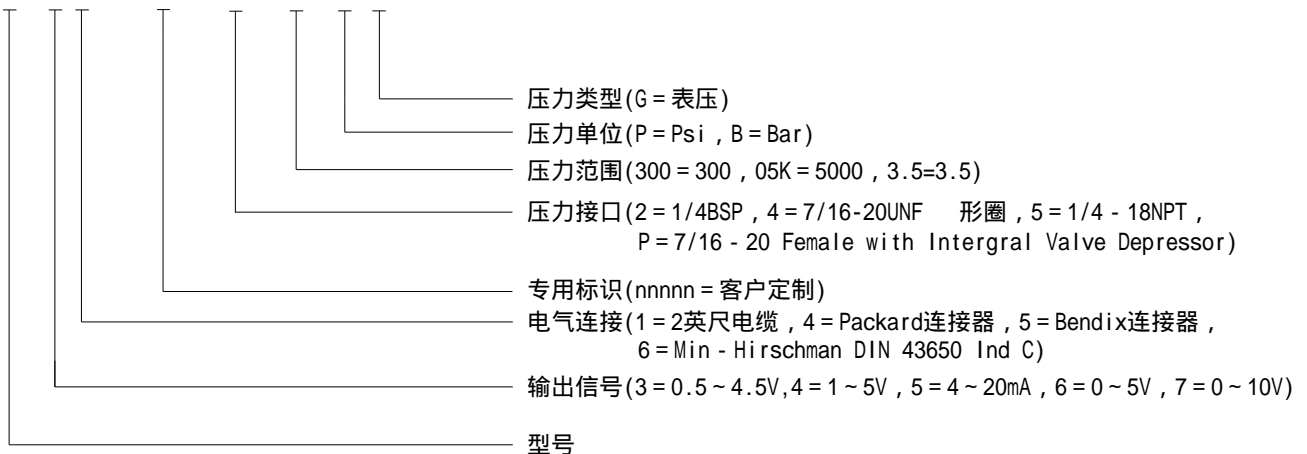 压力类型(G=表压)
压力单位(P=Psi,B=Bar)
压力范围(300=300,05K=5000,3.5=3.5)
压力接口(2=1/4BSP,4=7/16-20UNF 形圈,5=1/4-18NPT,
P=7/16-20 Female with Intergral Valve Depressor)
专用标识(nnnnn=客户定制)
电气连接(1=2英尺电缆,4=Packard连接器,5=Bendix连接器,
6=Min-Hirschman DIN 43650 Ind C)
输出信号(3=0.5~4.5V,4=1~5V,5=4~20mA,6=0~5V,7=0~10V)
型号